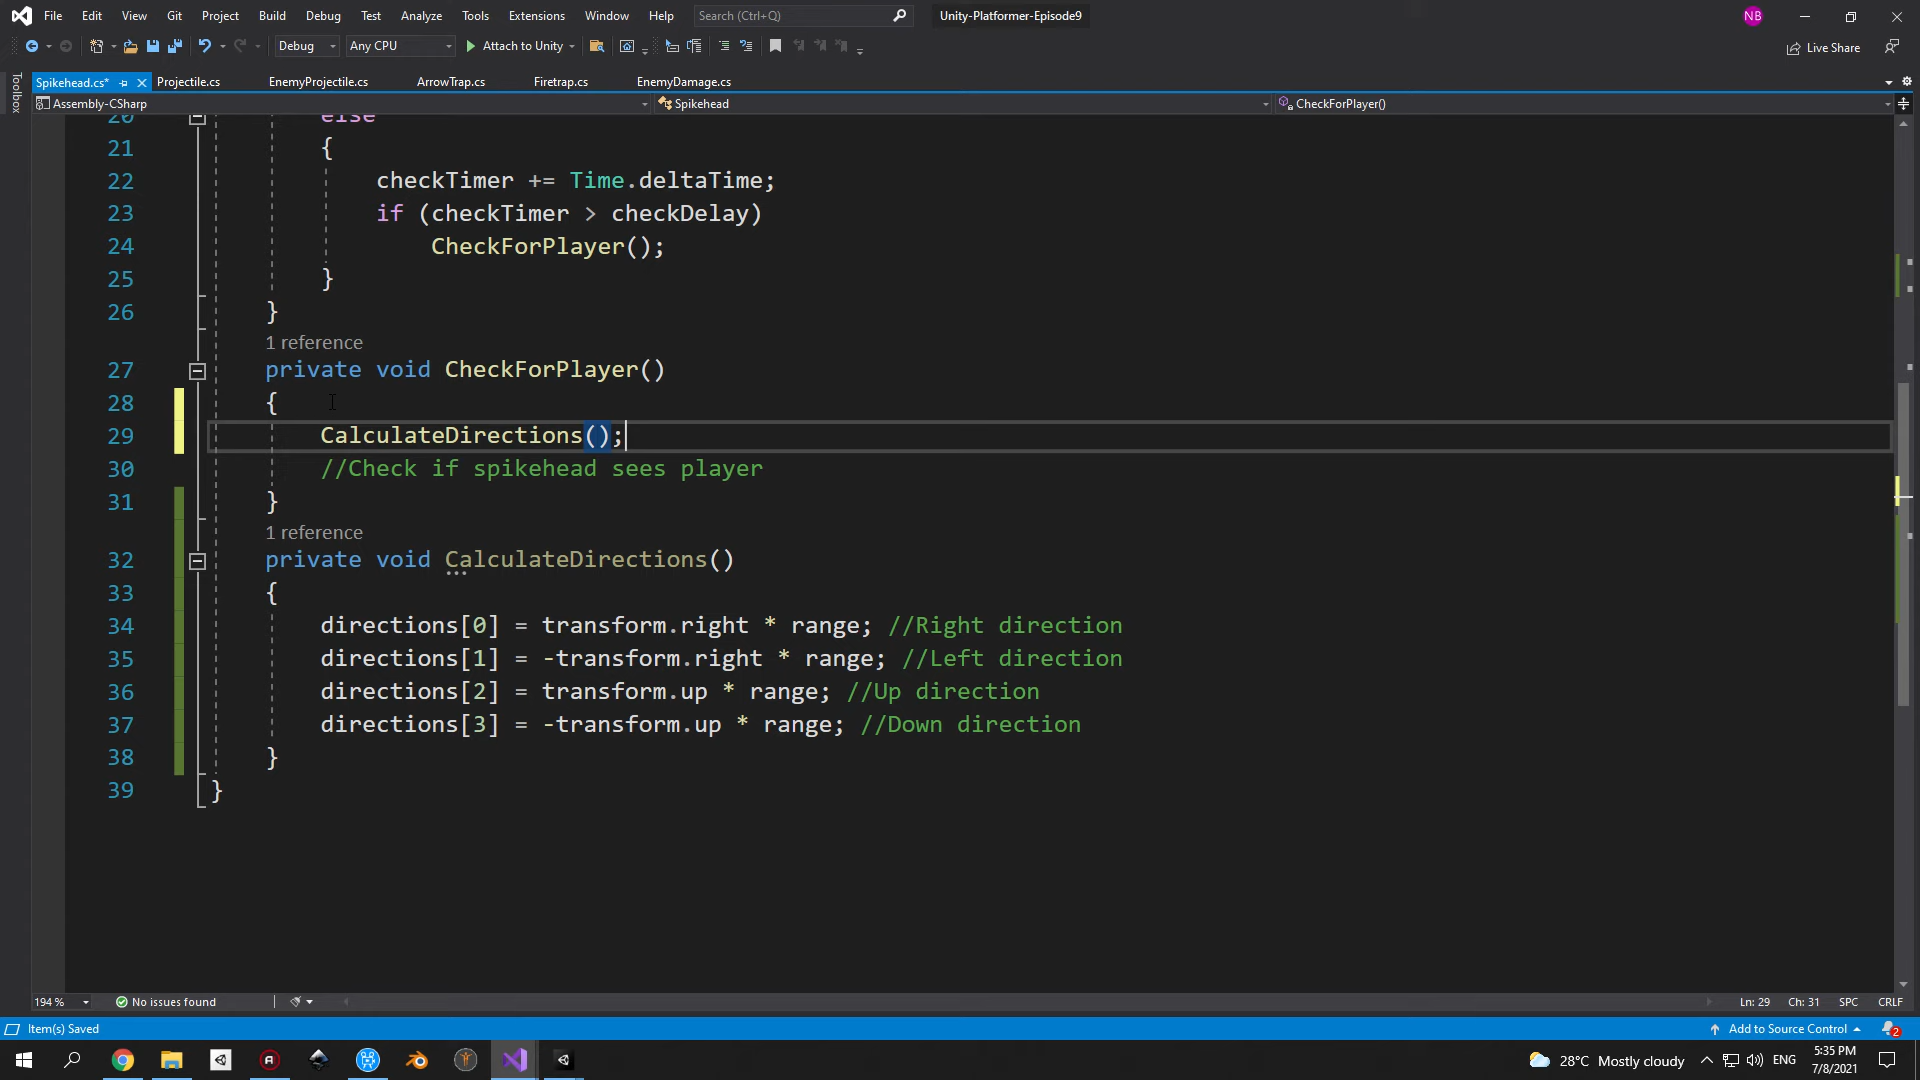 File Edit View Git Project Build Debug Test Analyze Tools Extensions Window Help Search (Ctrl+Q) Unity-Platformer-Episode9 NB
Debug Any CPU Attach to Unity Live Share
Toolbox
Spikehead.cs* Projectile.cs EnemyProjectile.cs ArrowTrap.cs Firetrap.cs EnemyDamage.cs
Assembly-CSharp Spikehead CheckForPlayer()
20 else
21 {
22 checkTimer += Time.deltaTime;
23 if (checkTimer > checkDelay)
24 CheckForPlayer();
25 }
26 }
1 reference
27 private void CheckForPlayer()
28 {
29 CalculateDirections();
30 //Check if spikehead sees player
31 }
1 reference
32 private void CalculateDirections()
33 {
34 directions[0] = transform.right * range; //Right direction
35 directions[1] = -transform.right * range; //Left direction
36 directions[2] = transform.up * range; //Up direction
37 directions[3] = -transform.up * range; //Down direction
38 }
39 }
194 % No issues found Ln: 29 Ch: 31 SPC CRLF
Item(s) Saved Add to Source Control 2
28°C Mostly cloudy ENG 5:35 PM
7/8/2021